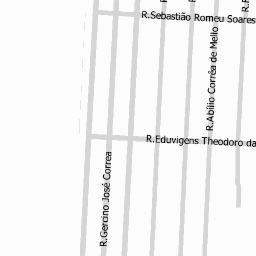 R.Sebastião Romeu Soares
R.Abílio Corrêa de Mello
R.Eduvigens Theodoro da
R.Gercino José Correa